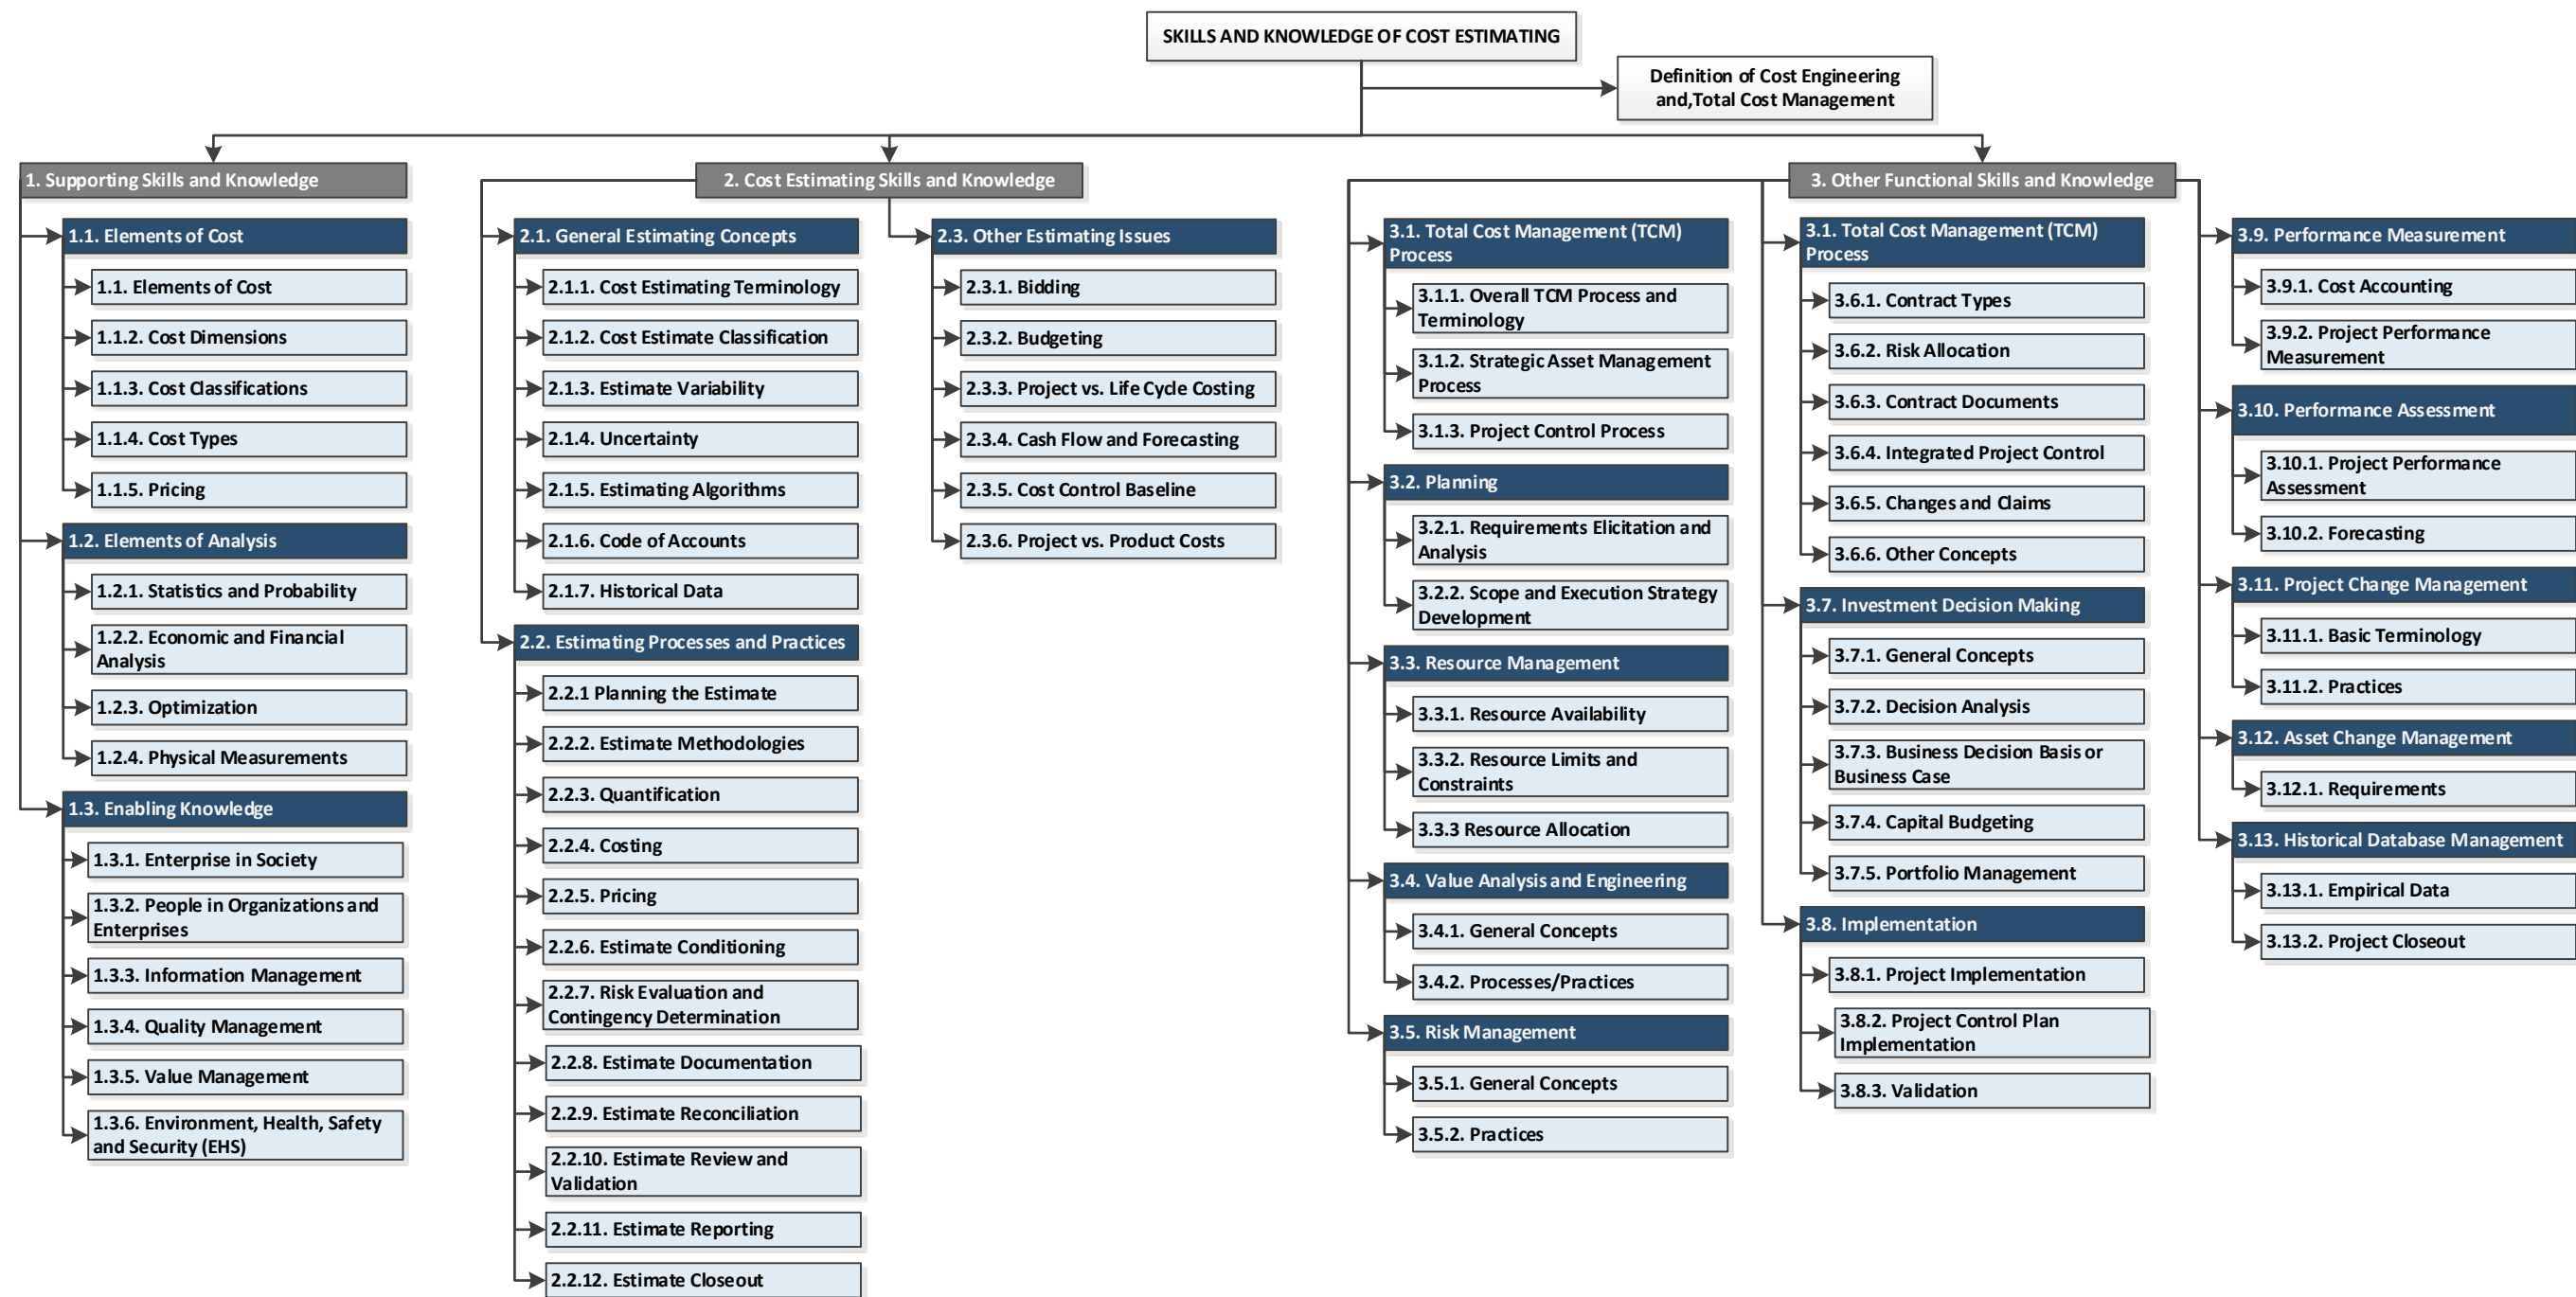 SKILLS AND KNOWLEDGE OF COST ESTIMATING
Definition of Cost Engineering
and,Total Cost Management
1. Supporting Skills and Knowledge
1.1. Elements of Cost
1.1. Elements of Cost
1.1.2. Cost Dimensions
1.1.3. Cost Classifications
1.1.4. Cost Types
1.1.5. Pricing
1.2. Elements of Analysis
1.2.1. Statistics and Probability
1.2.2. Economic and Financial
Analysis
1.2.3. Optimization
1.2.4. Physical Measurements
1.3. Enabling Knowledge
1.3.1. Enterprise in Society
1.3.2. People in Organizations and
Enterprises
1.3.3. Information Management
1.3.4. Quality Management
1.3.5. Value Management
1.3.6. Environment, Health, Safety
and Security (EHS)
2. Cost Estimating Skills and Knowledge
2.1. General Estimating Concepts
2.1.1. Cost Estimating Terminology
2.1.2. Cost Estimate Classification
2.1.3. Estimate Variability
2.1.4. Uncertainty
2.1.5. Estimating Algorithms
2.1.6. Code of Accounts
2.1.7. Historical Data
2.2. Estimating Processes and Practices
2.2.1 Planning the Estimate
2.2.2. Estimate Methodologies
2.2.3. Quantification
2.2.4. Costing
2.2.5. Pricing
2.2.6. Estimate Conditioning
2.2.7. Risk Evaluation and
Contingency Determination
2.2.8. Estimate Documentation
2.2.9. Estimate Reconciliation
2.2.10. Estimate Review and
Validation
2.2.11. Estimate Reporting
2.2.12. Estimate Closeout
2.3. Other Estimating Issues
2.3.1. Bidding
2.3.2. Budgeting
2.3.3. Project vs. Life Cycle Costing
2.3.4. Cash Flow and Forecasting
2.3.5. Cost Control Baseline
2.3.6. Project vs. Product Costs
3. Other Functional Skills and Knowledge
3.1. Total Cost Management (TCM)
Process
3.1.1. Overall TCM Process and
Terminology
3.1.2. Strategic Asset Management
Process
3.1.3. Project Control Process
3.2. Planning
3.2.1. Requirements Elicitation and
Analysis
3.2.2. Scope and Execution Strategy
Development
3.3. Resource Management
3.3.1. Resource Availability
3.3.2. Resource Limits and
Constraints
3.3.3 Resource Allocation
3.4. Value Analysis and Engineering
3.4.1. General Concepts
3.4.2. Processes/Practices
3.5. Risk Management
3.5.1. General Concepts
3.5.2. Practices
3.1. Total Cost Management (TCM)
Process
3.6.1. Contract Types
3.6.2. Risk Allocation
3.6.3. Contract Documents
3.6.4. Integrated Project Control
3.6.5. Changes and Claims
3.6.6. Other Concepts
3.7. Investment Decision Making
3.7.1. General Concepts
3.7.2. Decision Analysis
3.7.3. Business Decision Basis or
Business Case
3.7.4. Capital Budgeting
3.7.5. Portfolio Management
3.8. Implementation
3.8.1. Project Implementation
3.8.2. Project Control Plan
Implementation
3.8.3. Validation
3.9. Performance Measurement
3.9.1. Cost Accounting
3.9.2. Project Performance
Measurement
3.10. Performance Assessment
3.10.1. Project Performance
Assessment
3.10.2. Forecasting
3.11. Project Change Management
3.11.1. Basic Terminology
3.11.2. Practices
3.12. Asset Change Management
3.12.1. Requirements
3.13. Historical Database Management
3.13.1. Empirical Data
3.13.2. Project Closeout